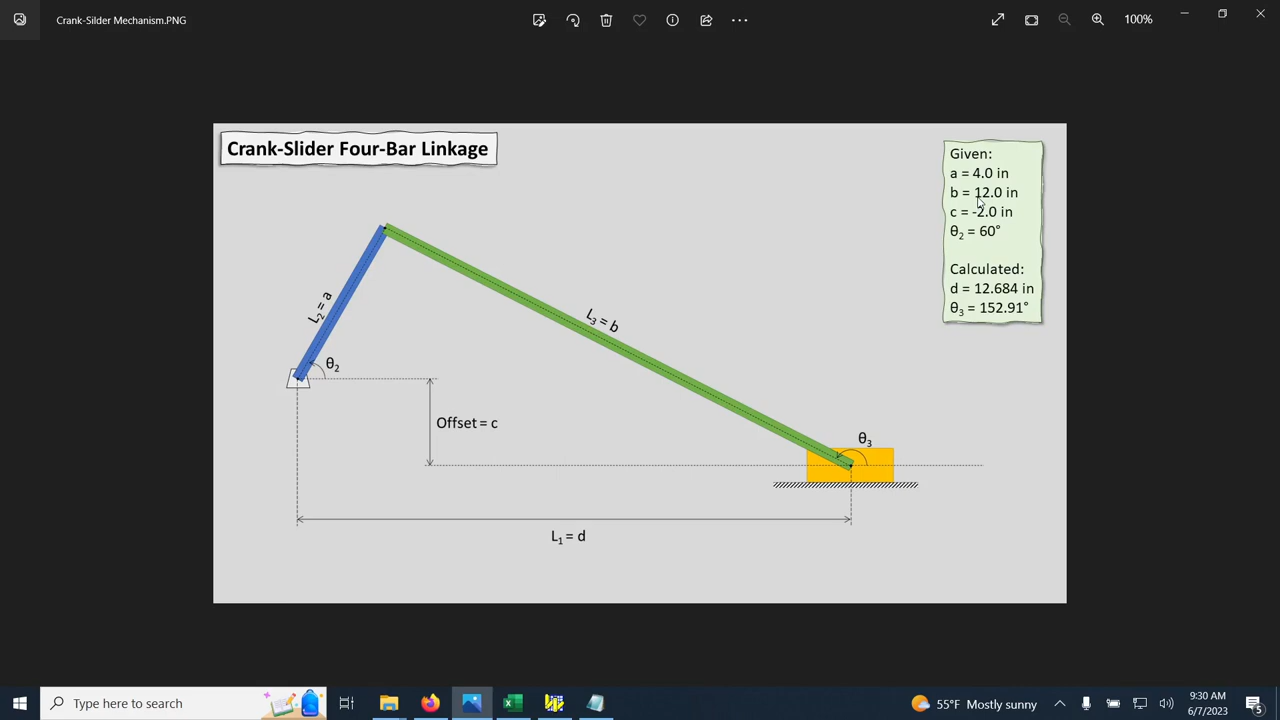 Crank-Silder Mechanism.PNG
100%
Crank-Slider Four-Bar Linkage
Given:
a = 4.0 in
b = 12.0 in
c = -2.0 in
θ₂ = 60°
Calculated:
d = 12.684 in
θ₃ = 152.91°
L₂ = a
L₃ = b
θ₂
Offset = c
θ₃
L₁ = d
Type here to search
55°F Mostly sunny
9:30 AM
6/7/2023
5